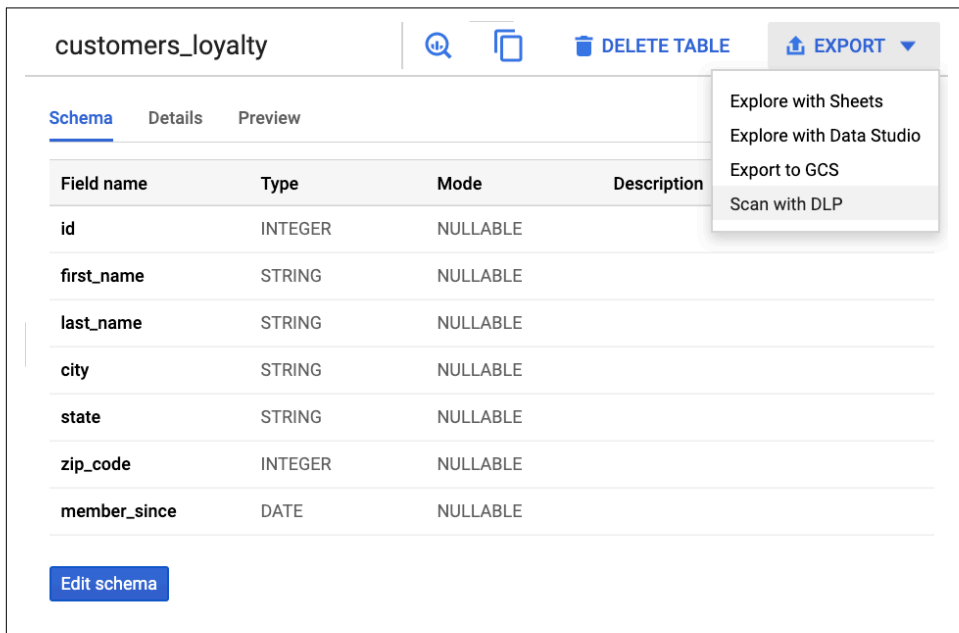 customers_loyalty DELETE TABLE EXPORT
Explore with Sheets
Explore with Data Studio
Export to GCS
Scan with DLP
Schema Details Preview
Field name Type Mode Description
id INTEGER NULLABLE
first_name STRING NULLABLE
last_name STRING NULLABLE
city STRING NULLABLE
state STRING NULLABLE
zip_code INTEGER NULLABLE
member_since DATE NULLABLE
Edit schema